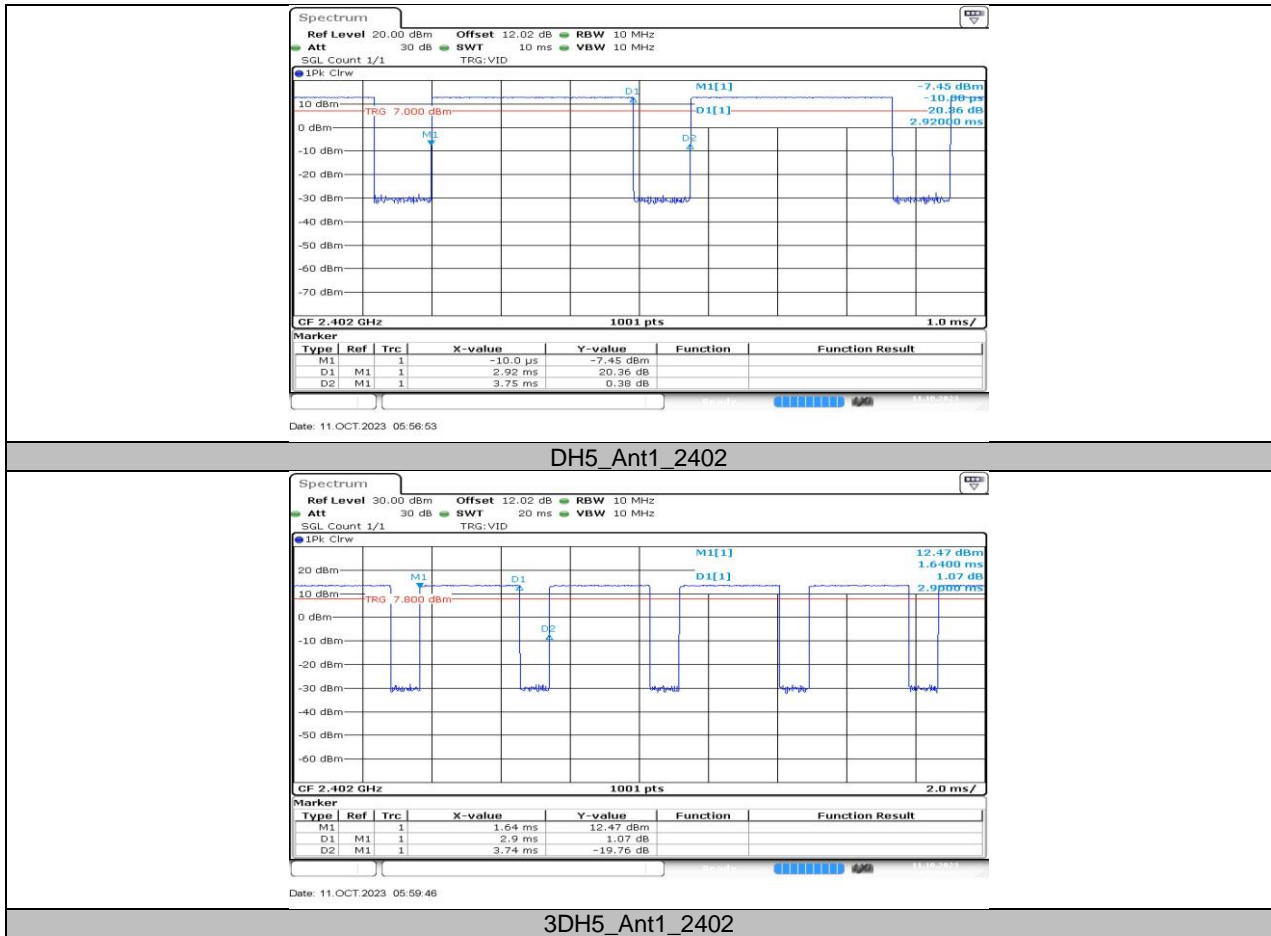 Spectrum
Ref Level 20.00 dBm Offset 12.02 dB RBW 10 MHz
Att 30 dB SWT 10 ms VBW 10 MHz
SGL Count 1/1 TRG:VID
1Pk Clrw
D1 M1[1] -7.45 dBm
-10.00 µs
10 dBm TRG 7.000 dBm D1[1] 20.36 dB
2.92000 ms
0 dBm
M1 D2
-10 dBm
-20 dBm
-30 dBm
-40 dBm
-50 dBm
-60 dBm
-70 dBm
CF 2.402 GHz 1001 pts 1.0 ms/
Marker
Type Ref Trc X-value Y-value Function Function Result
M1 1 -10.0 µs -7.45 dBm
D1 M1 1 2.92 ms 20.36 dB
D2 M1 1 3.75 ms 0.38 dB
11.10.2023
Date: 11.OCT.2023 05:56:53
DH5_Ant1_2402
Spectrum
Ref Level 30.00 dBm Offset 12.02 dB RBW 10 MHz
Att 30 dB SWT 20 ms VBW 10 MHz
SGL Count 1/1 TRG:VID
1Pk Clrw
M1[1] 12.47 dBm
1.6400 ms
20 dBm M1 D1 D1[1] 1.07 dB
2.9000 ms
10 dBm TRG 7.800 dBm
0 dBm
D2
-10 dBm
-20 dBm
-30 dBm
-40 dBm
-50 dBm
-60 dBm
CF 2.402 GHz 1001 pts 2.0 ms/
Marker
Type Ref Trc X-value Y-value Function Function Result
M1 1 1.64 ms 12.47 dBm
D1 M1 1 2.9 ms 1.07 dB
D2 M1 1 3.74 ms -19.76 dB
11.10.2023
Date: 11.OCT.2023 05:59:46
3DH5_Ant1_2402